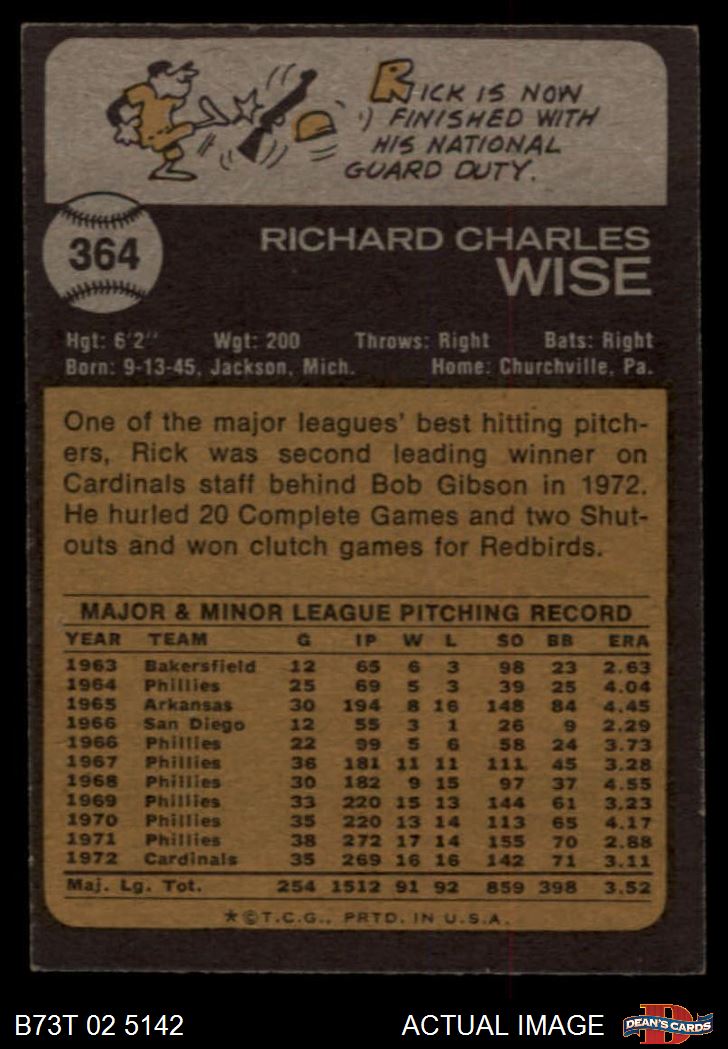 RICK IS NOW
FINISHED WITH
HIS NATIONAL
GUARD DUTY.
364
RICHARD CHARLES
WISE
Hgt: 6'2" Wgt: 200 Throws: Right Bats: Right
Born: 9-13-45, Jackson, Mich. Home: Churchville, Pa.
One of the major leagues' best hitting pitch-
ers, Rick was second leading winner on
Cardinals staff behind Bob Gibson in 1972.
He hurled 20 Complete Games and two Shut-
outs and won clutch games for Redbirds.
MAJOR & MINOR LEAGUE PITCHING RECORD
YEAR TEAM G IP W L SO BB ERA
1963 Bakersfield 12 65 6 3 98 23 2.63
1964 Phillies 25 69 5 3 39 25 4.04
1965 Arkansas 30 194 8 16 148 84 4.45
1966 San Diego 12 55 3 1 26 9 2.29
1966 Phillies 22 99 5 6 58 24 3.73
1967 Phillies 36 181 11 11 111 45 3.28
1968 Phillies 30 182 9 15 97 37 4.55
1969 Phillies 33 220 15 13 144 61 3.23
1970 Phillies 35 220 13 14 113 65 4.17
1971 Phillies 38 272 17 14 155 70 2.88
1972 Cardinals 35 269 16 16 142 71 3.11
Maj. Lg. Tot. 254 1512 91 92 859 398 3.52
*©T.C.G., PRTD. IN U.S.A.
B73T 02 5142 ACTUAL IMAGE D DEAN'S CARDS